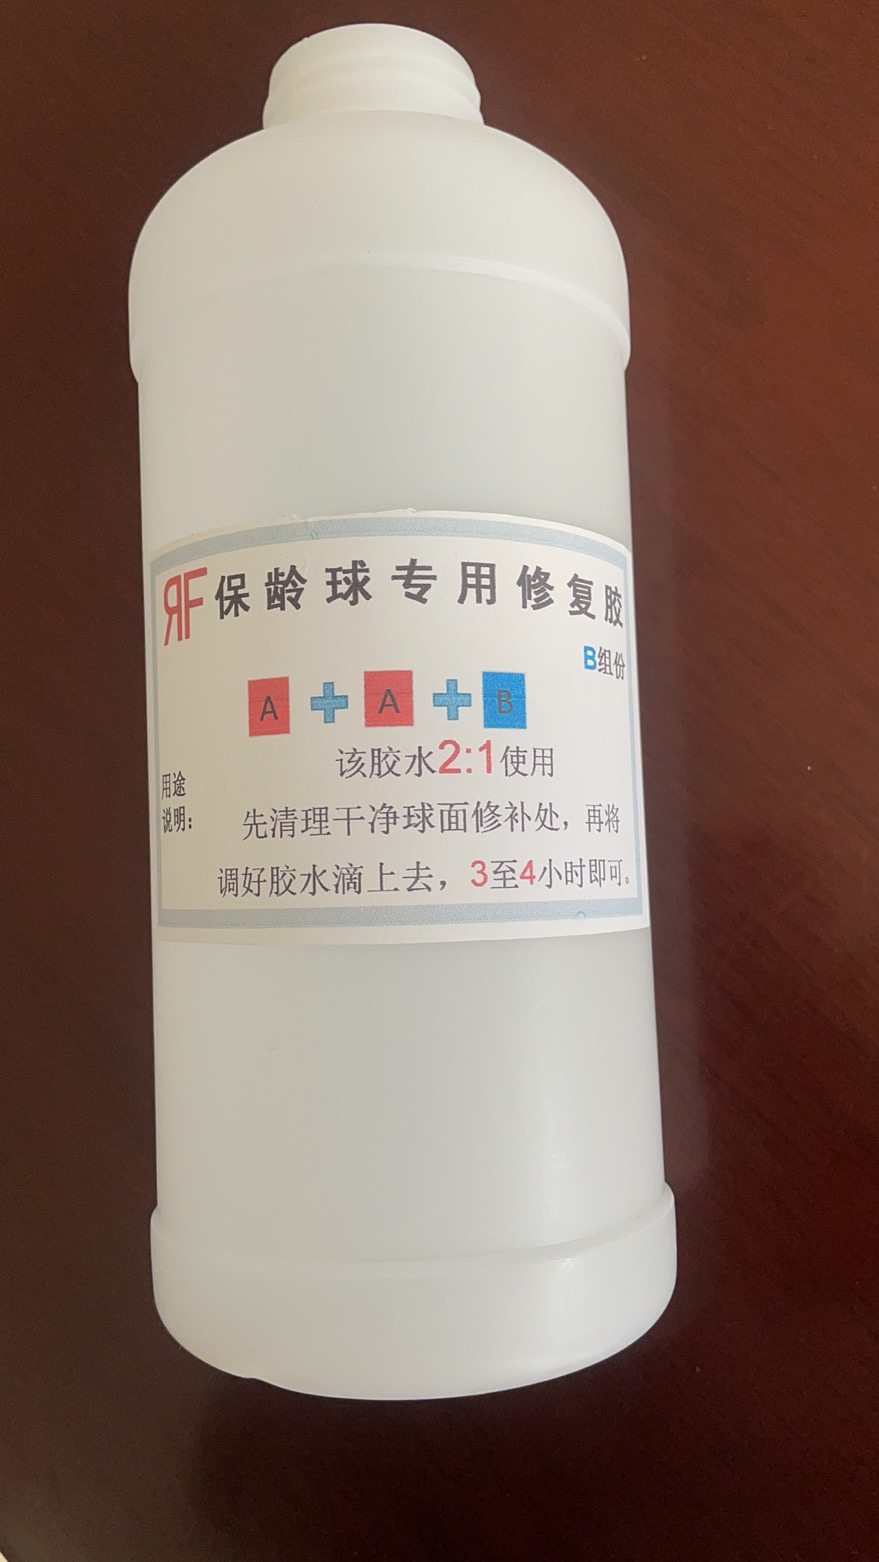 RF保龄球专用修复胶
B组份
A + A + B
该胶水2:1使用
用途
说明:
先清理干净球面修补处，再将
调好胶水滴上去，3至4小时即可。